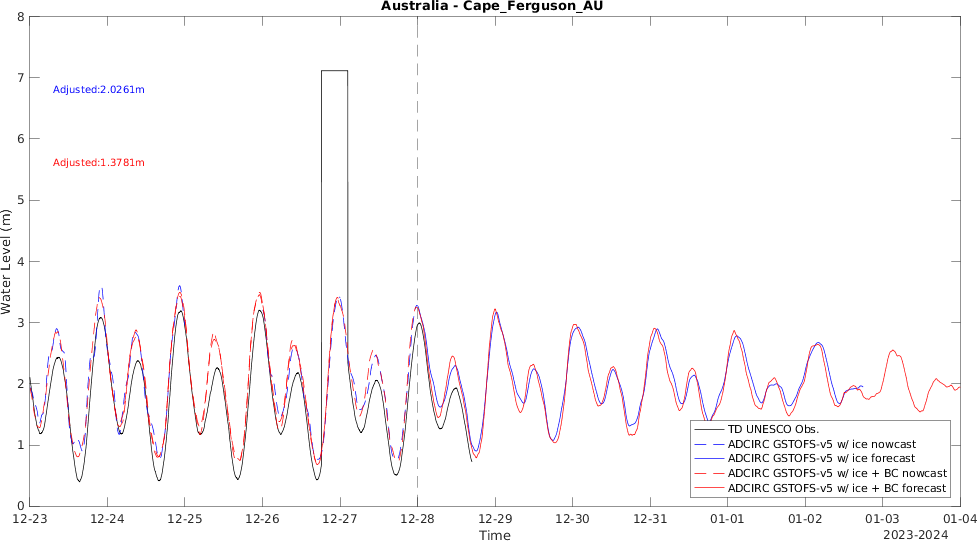 Australia - Cape_Ferguson_AU
8
7
6
5
4
3
2
1
0
Water Level (m)
Adjusted:2.0261m
Adjusted:1.3781m
TD UNESCO Obs.
ADCIRC GSTOFS-v5 w/ ice nowcast
ADCIRC GSTOFS-v5 w/ ice forecast
ADCIRC GSTOFS-v5 w/ ice + BC nowcast
ADCIRC GSTOFS-v5 w/ ice + BC forecast
12-23 12-24 12-25 12-26 12-27 12-28 12-29 12-30 12-31 01-01 01-02 01-03 01-04
2023-2024
Time